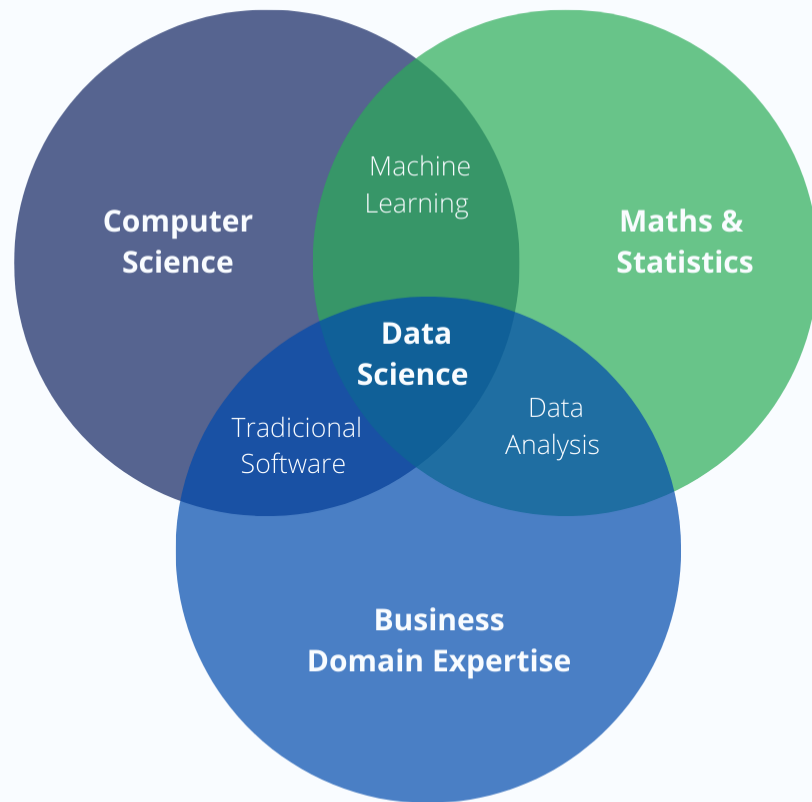 Machine
Learning
Computer
Science
Maths &
Statistics
Data
Science
Tradicional
Software
Data
Analysis
Business
Domain Expertise